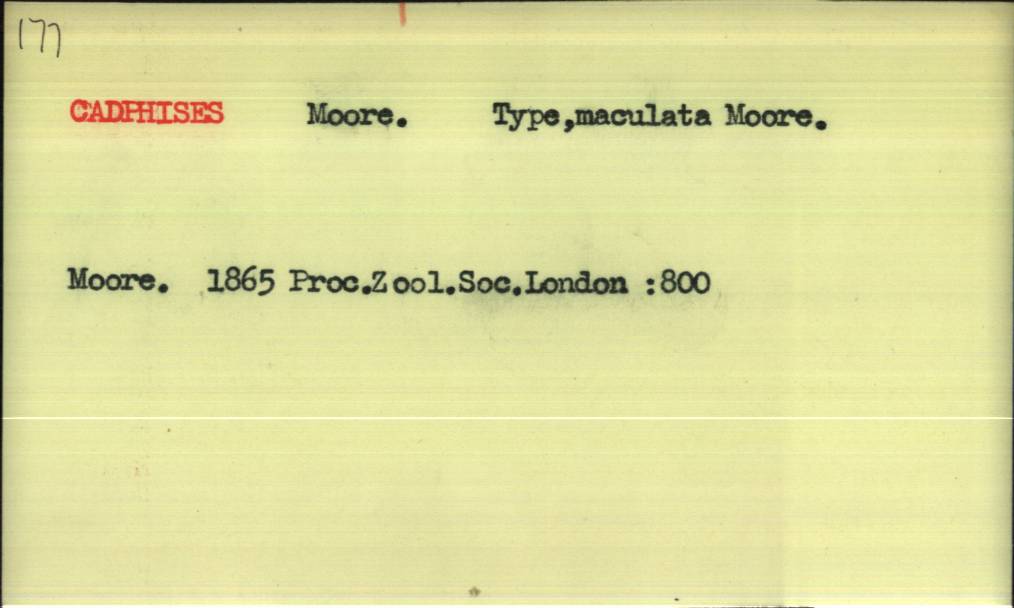 177
CADPHISES Moore. Type,maculata Moore.
Moore. 1865 Proc.Zool.Soc.London :800